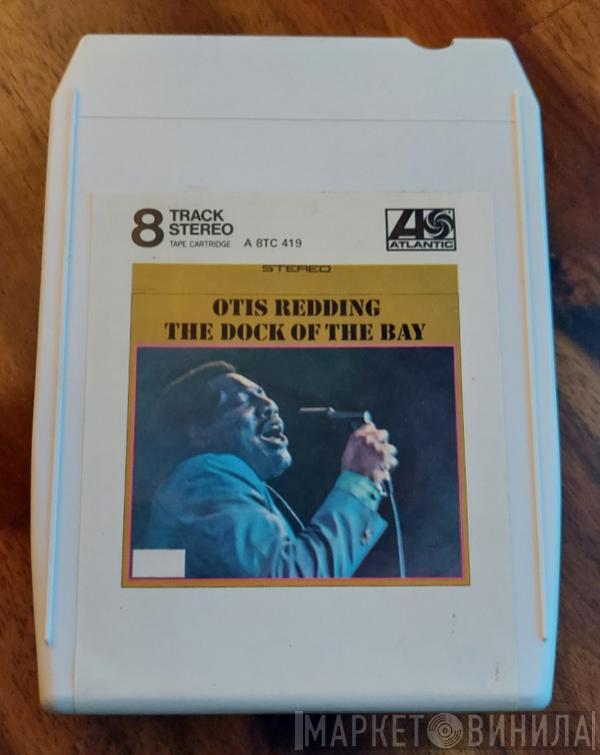 8 TRACK
STEREO
TAPE CARTRIDGE A 8TC 419
ATLANTIC
STEREO
OTIS REDDING
THE DOCK OF THE BAY
МАРКЕТ ВИНИЛА